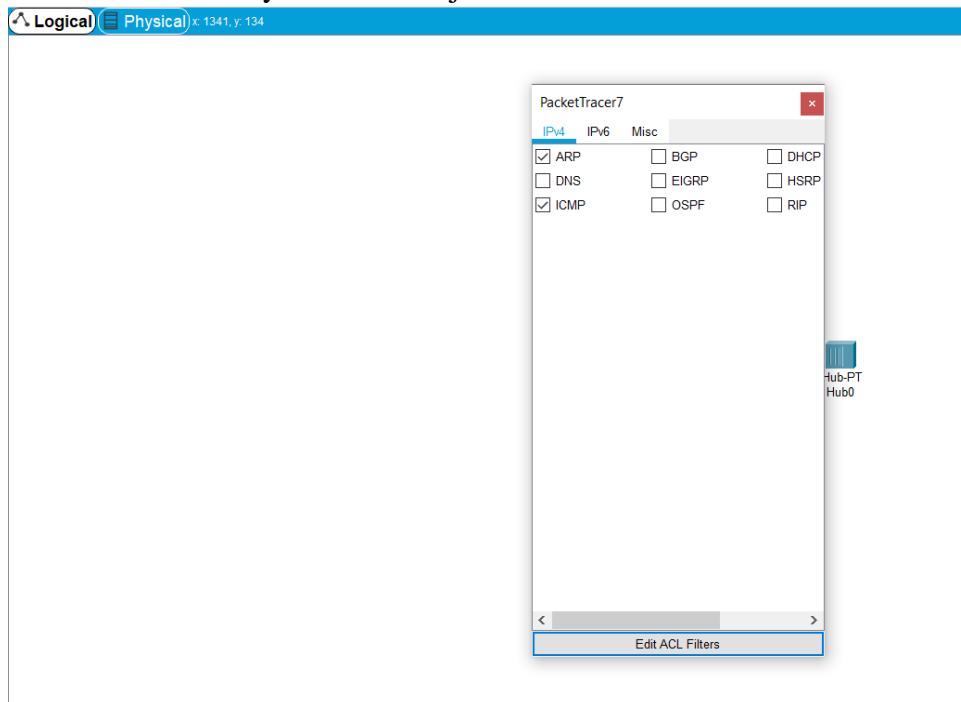 Logical Physical x: 1341, y: 134
PacketTracer7
IPv4 IPv6 Misc
ARP BGP DHCP
DNS EIGRP HSRP
ICMP OSPF RIP
Hub-PT
Hub0
Edit ACL Filters